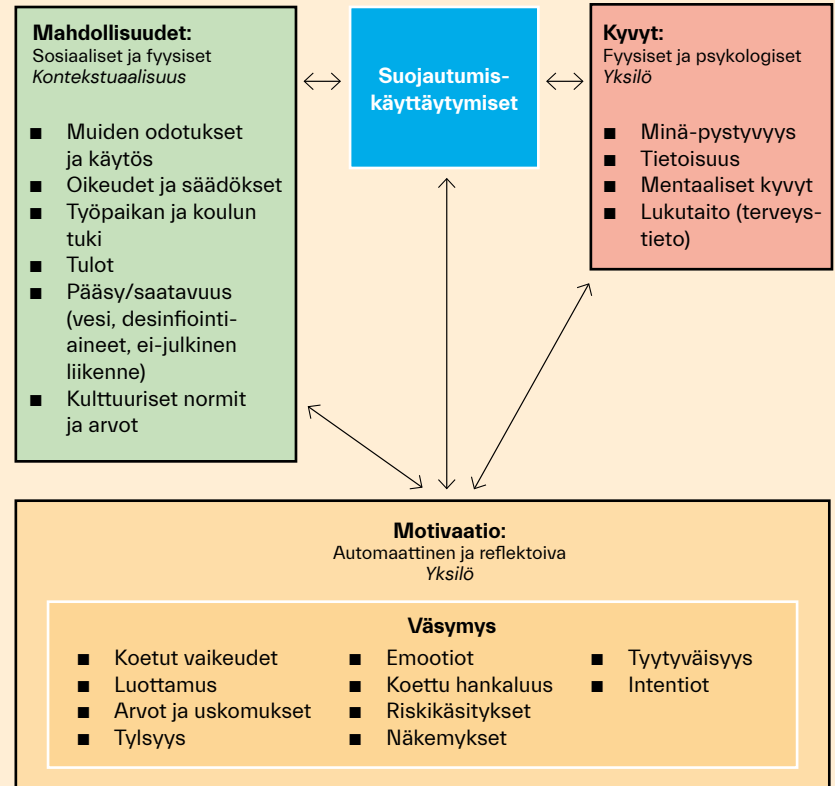 Mahdollisuudet:
Sosiaaliset ja fyysiset
Kontekstuaalisuus
■ Muiden odotukset
ja käytös
■ Oikeudet ja säädökset
■ Työpaikan ja koulun
tuki
■ Tulot
■ Pääsy/saatavuus
(vesi, desinfiointi-
aineet, ei-julkinen
liikenne)
■ Kulttuuriset normit
ja arvot
Suojautumis-
käyttäytymiset
Kyvyt:
Fyysiset ja psykologiset
Yksilö
■ Minä-pystyvyys
■ Tietoisuus
■ Mentaaliset kyvyt
■ Lukutaito (terveys-
tieto)
Motivaatio:
Automaattinen ja reflektoiva
Yksilö
Väsymys
■ Koetut vaikeudet
■ Luottamus
■ Arvot ja uskomukset
■ Tylsyys
■ Emootiot
■ Koettu hankaluus
■ Riskikäsitykset
■ Näkemykset
■ Tyytyväisyys
■ Intentiot